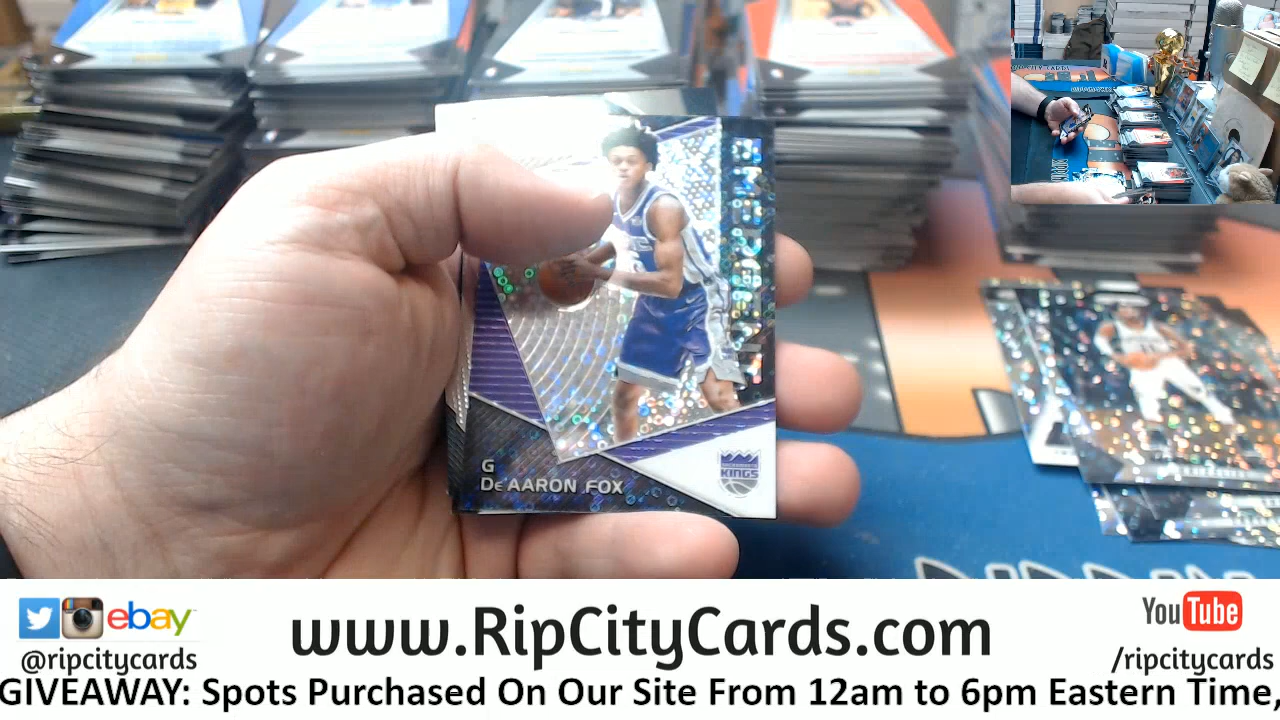 G
De'AARON FOX
SACRAMENTO
KINGS
ebay
@ripcitycards
www.RipCityCards.com
YouTube
/ripcitycards
GIVEAWAY: Spots Purchased On Our Site From 12am to 6pm Eastern Time,